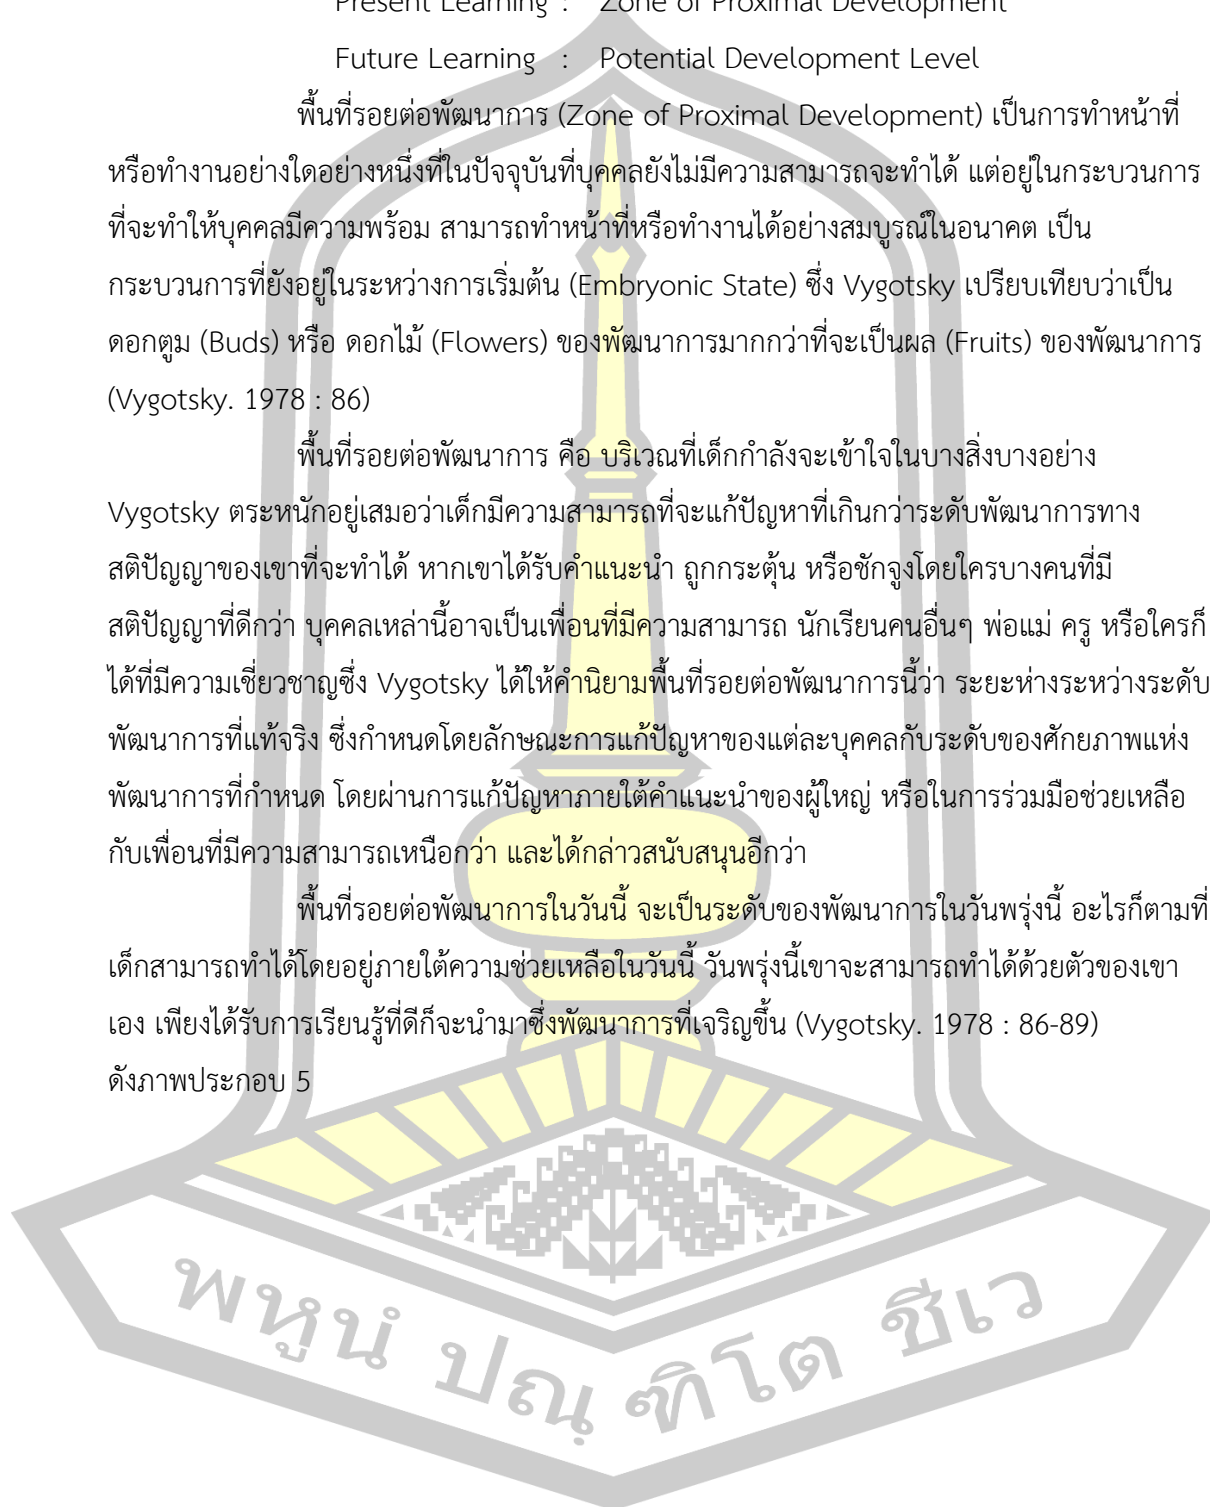 Present Learning : Zone of Proximal Development
Future Learning : Potential Development Level
พื้นที่รอยต่อพัฒนาการ (Zone of Proximal Development) เป็นการทำหน้าที่
หรือทำงานอย่างใดอย่างหนึ่งที่ในปัจจุบันที่บุคคลยังไม่มีความสามารถจะทำได้ แต่อยู่ในกระบวนการ
ที่จะทำให้บุคคลมีความพร้อม สามารถทำหน้าที่หรือทำงานได้อย่างสมบูรณ์ในอนาคต เป็น
กระบวนการที่ยังอยู่ในระหว่างการเริ่มต้น (Embryonic State) ซึ่ง Vygotsky เปรียบเทียบว่าเป็น
ดอกตูม (Buds) หรือ ดอกไม้ (Flowers) ของพัฒนาการมากกว่าที่จะเป็นผล (Fruits) ของพัฒนาการ
(Vygotsky. 1978 : 86)
พื้นที่รอยต่อพัฒนาการ คือ บริเวณที่เด็กกำลังจะเข้าใจในบางสิ่งบางอย่าง
Vygotsky ตระหนักอยู่เสมอว่าเด็กมีความสามารถที่จะแก้ปัญหาที่เกินกว่าระดับพัฒนาการทาง
สติปัญญาของเขาที่จะทำได้ หากเขาได้รับคำแนะนำ ถูกกระตุ้น หรือชักจูงโดยใครบางคนที่มี
สติปัญญาที่ดีกว่า บุคคลเหล่านี้อาจเป็นเพื่อนที่มีความสามารถ นักเรียนคนอื่นๆ พ่อแม่ ครู หรือใครก็
ได้ที่มีความเชี่ยวชาญซึ่ง Vygotsky ได้ให้คำนิยามพื้นที่รอยต่อพัฒนาการนี้ว่า ระยะห่างระหว่างระดับ
พัฒนาการที่แท้จริง ซึ่งกำหนดโดยลักษณะการแก้ปัญหาของแต่ละบุคคลกับระดับของศักยภาพแห่ง
พัฒนาการที่กำหนด โดยผ่านการแก้ปัญหาภายใต้คำแนะนำของผู้ใหญ่ หรือในการร่วมมือช่วยเหลือ
กับเพื่อนที่มีความสามารถเหนือกว่า และได้กล่าวสนับสนุนอีกว่า
พื้นที่รอยต่อพัฒนาการในวันนี้ จะเป็นระดับของพัฒนาการในวันพรุ่งนี้ อะไรก็ตามที่
เด็กสามารถทำได้โดยอยู่ภายใต้ความช่วยเหลือในวันนี้ วันพรุ่งนี้เขาจะสามารถทำได้ด้วยตัวของเขา
เอง เพียงได้รับการเรียนรู้ที่ดีก็จะนำมาซึ่งพัฒนาการที่เจริญขึ้น (Vygotsky. 1978 : 86-89)
ดังภาพประกอบ 5
พหูนํ ปณฺฑิโต ชีเว